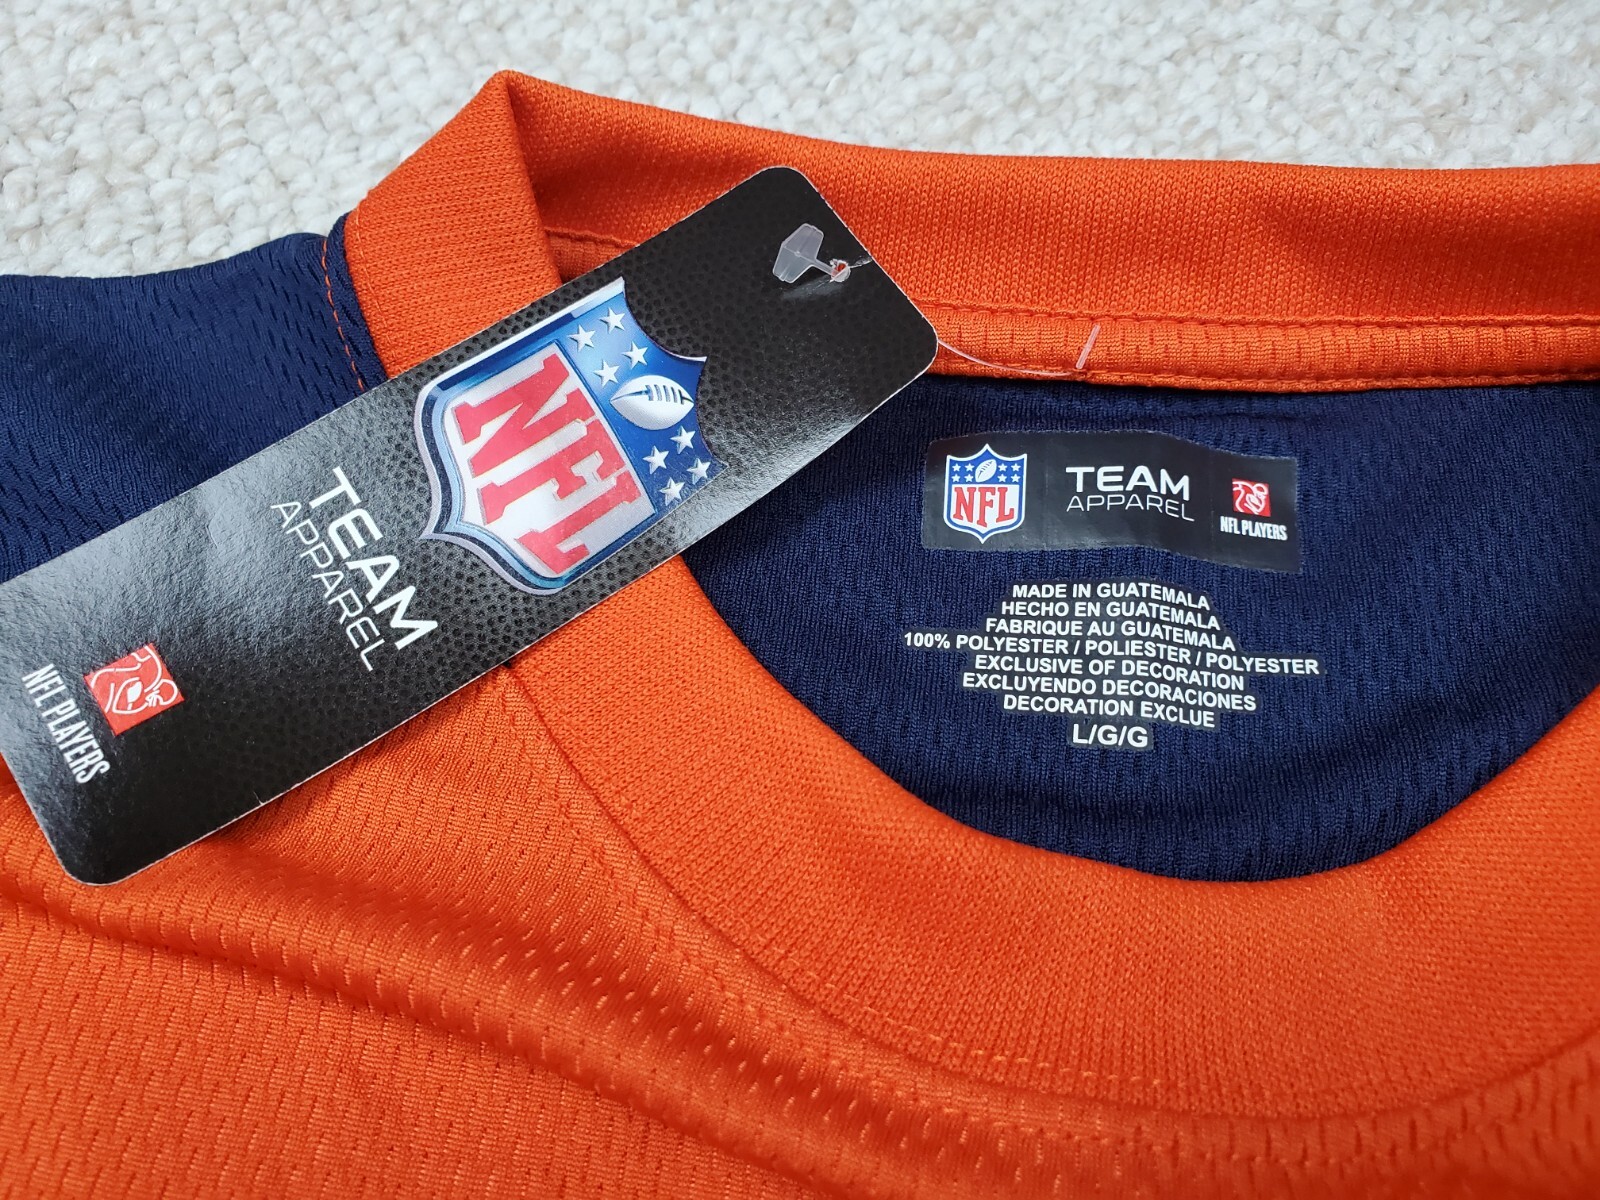 NFL
TEAM
APPAREL
NFL PLAYERS
NFL
TEAM
APPAREL
NFL PLAYERS
MADE IN GUATEMALA
HECHO EN GUATEMALA
FABRIQUE AU GUATEMALA
100% POLYESTER / POLIESTER / POLYESTER
EXCLUSIVE OF DECORATION
EXCLUYENDO DECORACIONES
DECORATION EXCLUE
L/G/G